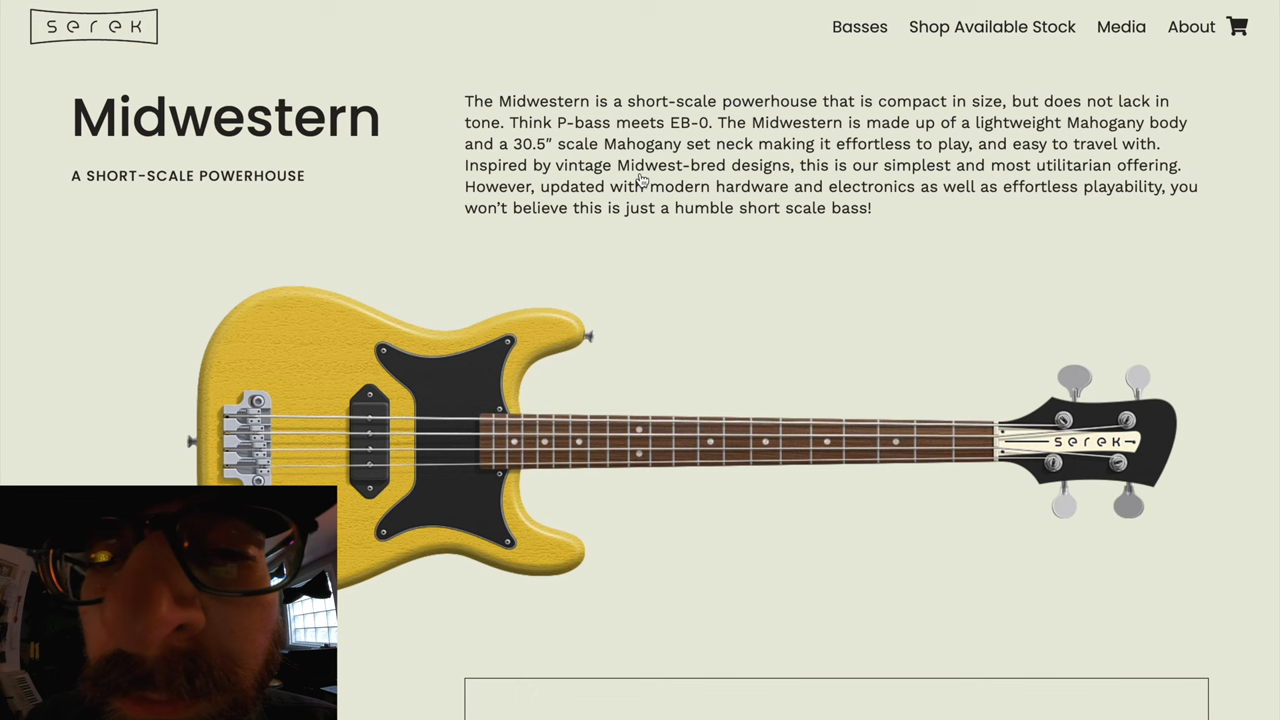 serek
Basses Shop Available Stock Media About
Midwestern
A SHORT-SCALE POWERHOUSE
The Midwestern is a short-scale powerhouse that is compact in size, but does not lack in
tone. Think P-bass meets EB-0. The Midwestern is made up of a lightweight Mahogany body
and a 30.5″ scale Mahogany set neck making it effortless to play, and easy to travel with.
Inspired by vintage Midwest-bred designs, this is our simplest and most utilitarian offering.
However, updated with modern hardware and electronics as well as effortless playability, you
won’t believe this is just a humble short scale bass!
serek